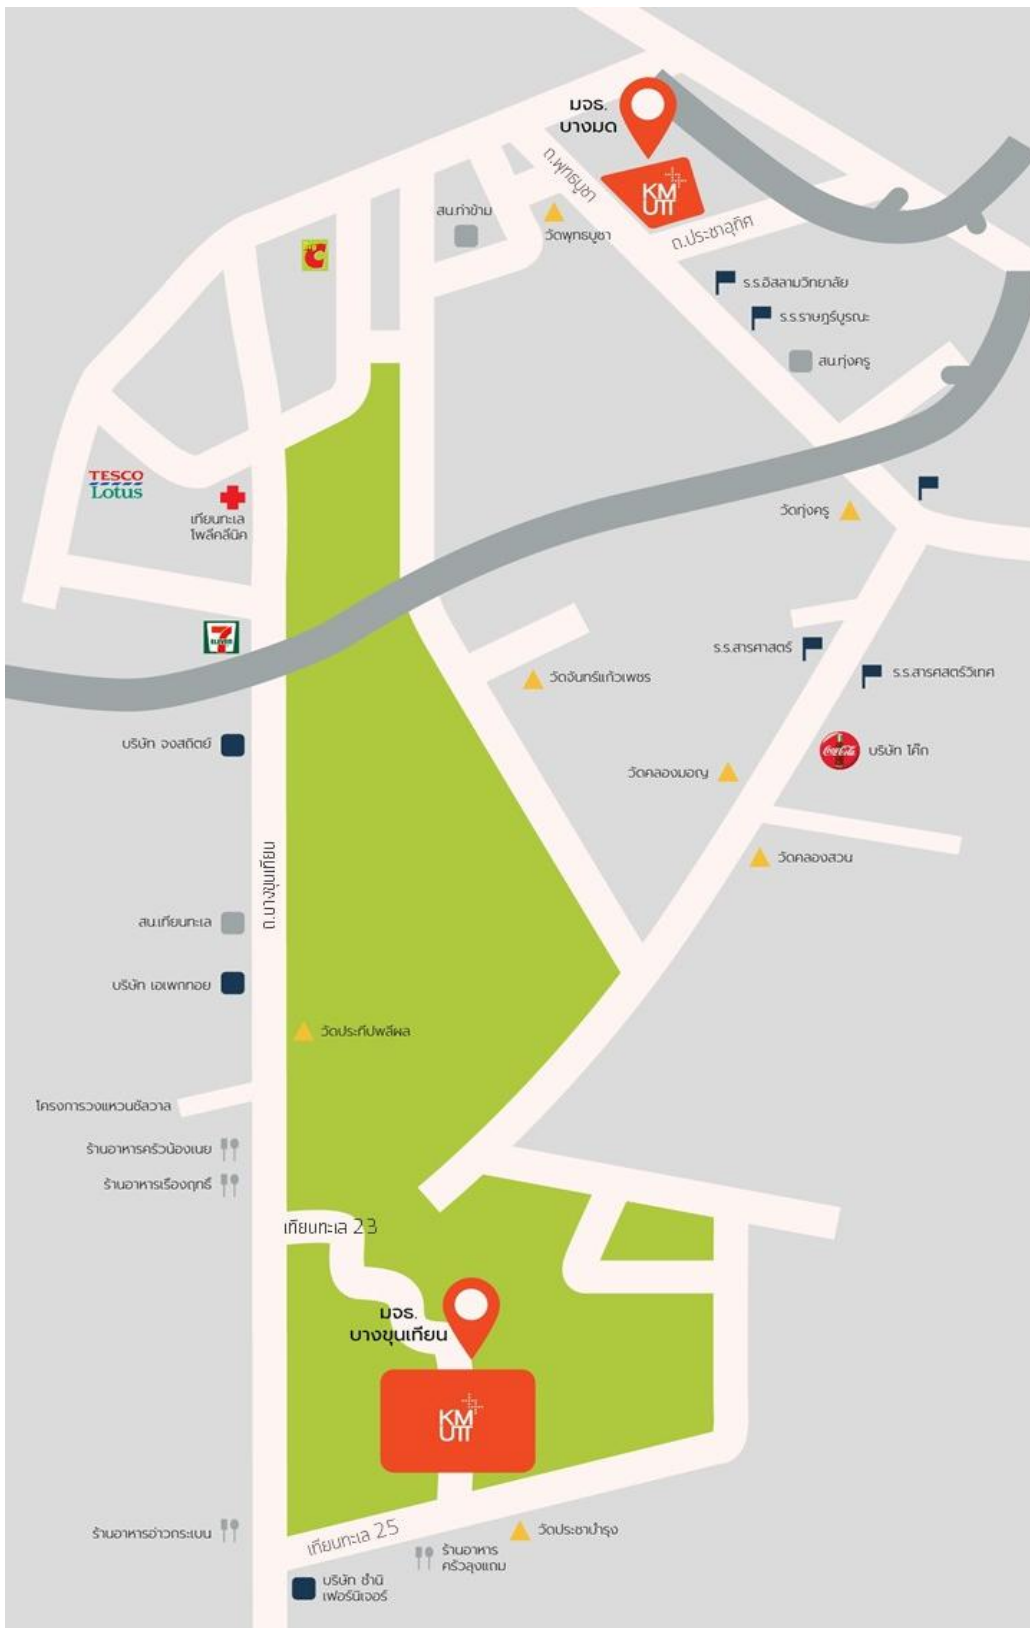 มจธ.
บางมด
KM
UTT
ถ.พุทธบูชา
สน.ท่าข้าม
วัดพุทธบูชา
ถ.ประชาอุทิศ
ร.ร.อิสลามวิทยาลัย
ร.ร.ราษฎร์บูรณะ
สน.ทุ่งครุ
TESCO
Lotus
เทียนทะเล
โพลีคลีนิค
วัดทุ่งครุ
7
ELEVEN
ร.ร.สารศาสตร์
ร.ร.สารศสตร์วิเทศ
วัดจันทร์แก้วเพชร
บริษัท จงสถิตย์
Coca-Cola
บริษัท โค๊ก
วัดคลองมอญ
วัดคลองสวน
ถ.บางขุนเทียน
สน.เทียนทะเล
บริษัท เอเพกทอย
วัดประทีปพลีผล
โครงการวงแหวนชัลวาล
ร้านอาหารครัวน้องเนย
ร้านอาหารเรืองฤทธิ์
เทียนทะเล 23
มจธ.
บางขุนเทียน
KM
UTT
ร้านอาหารอ่าวกระเบน
เทียนทะเล 25
วัดประชาบำรุง
ร้านอาหาร
ครัวลุงแถม
บริษัท ชำนิ
เฟอร์นิเจอร์